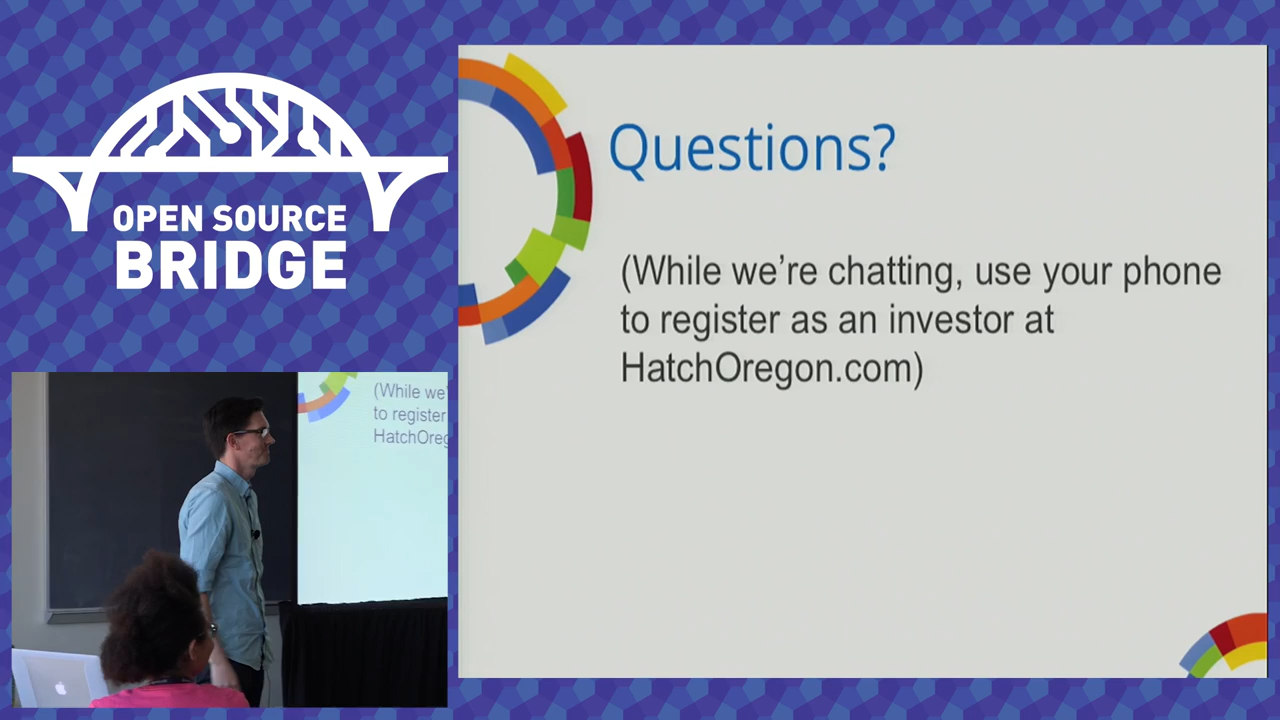 OPEN SOURCE
BRIDGE
Questions?
(While we're chatting, use your phone
to register as an investor at
HatchOregon.com)
(While we'
to register
HatchOreg